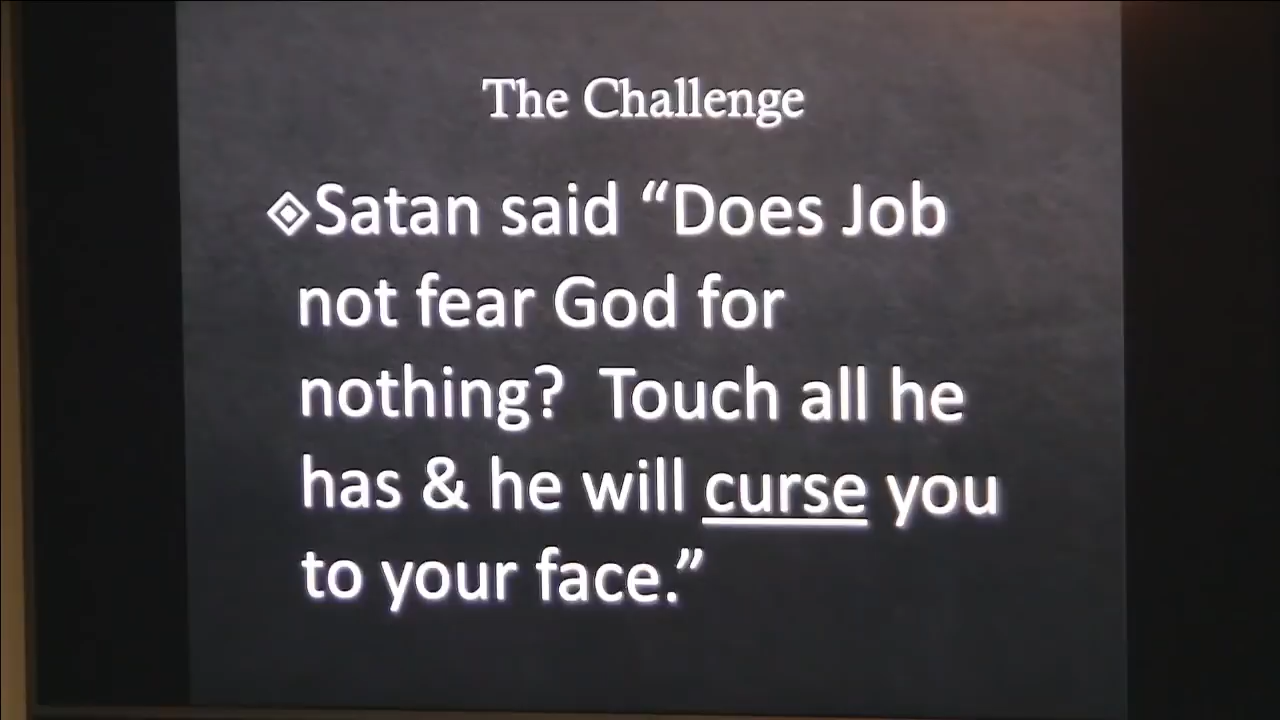 The Challenge
Satan said “Does Job
not fear God for
nothing?  Touch all he
has & he will curse you
to your face.”